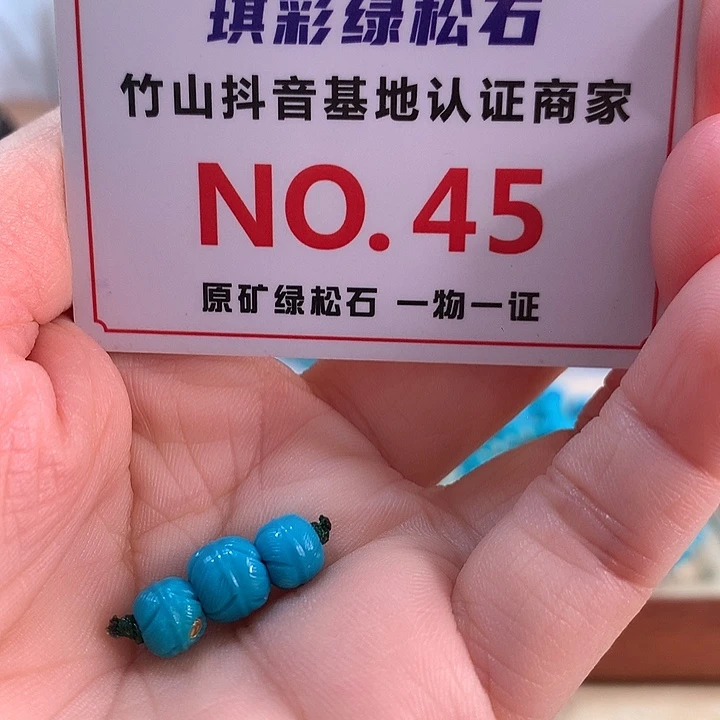 琪彩绿松石
竹山抖音基地认证商家
NO.45
原矿绿松石 一物一证